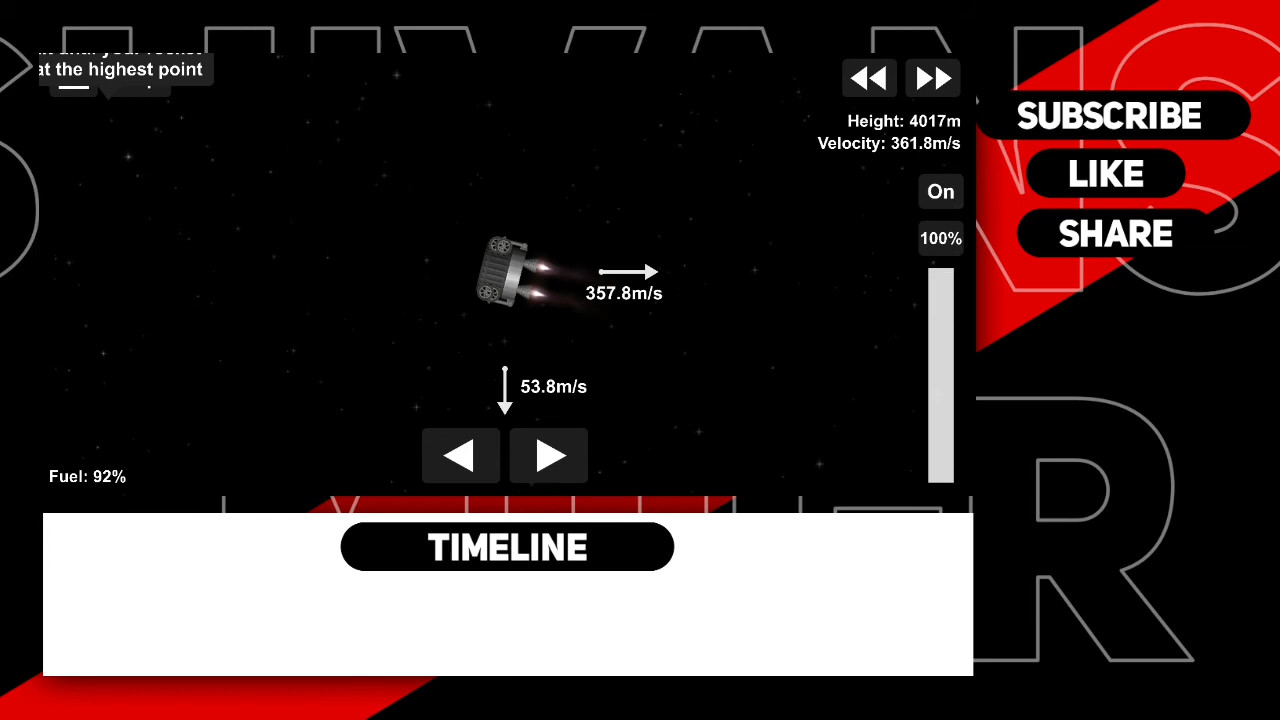 at the highest point
Height: 4017m
Velocity: 361.8m/s
On
100%
357.8m/s
53.8m/s
Fuel: 92%
SUBSCRIBE
LIKE
SHARE
TIMELINE